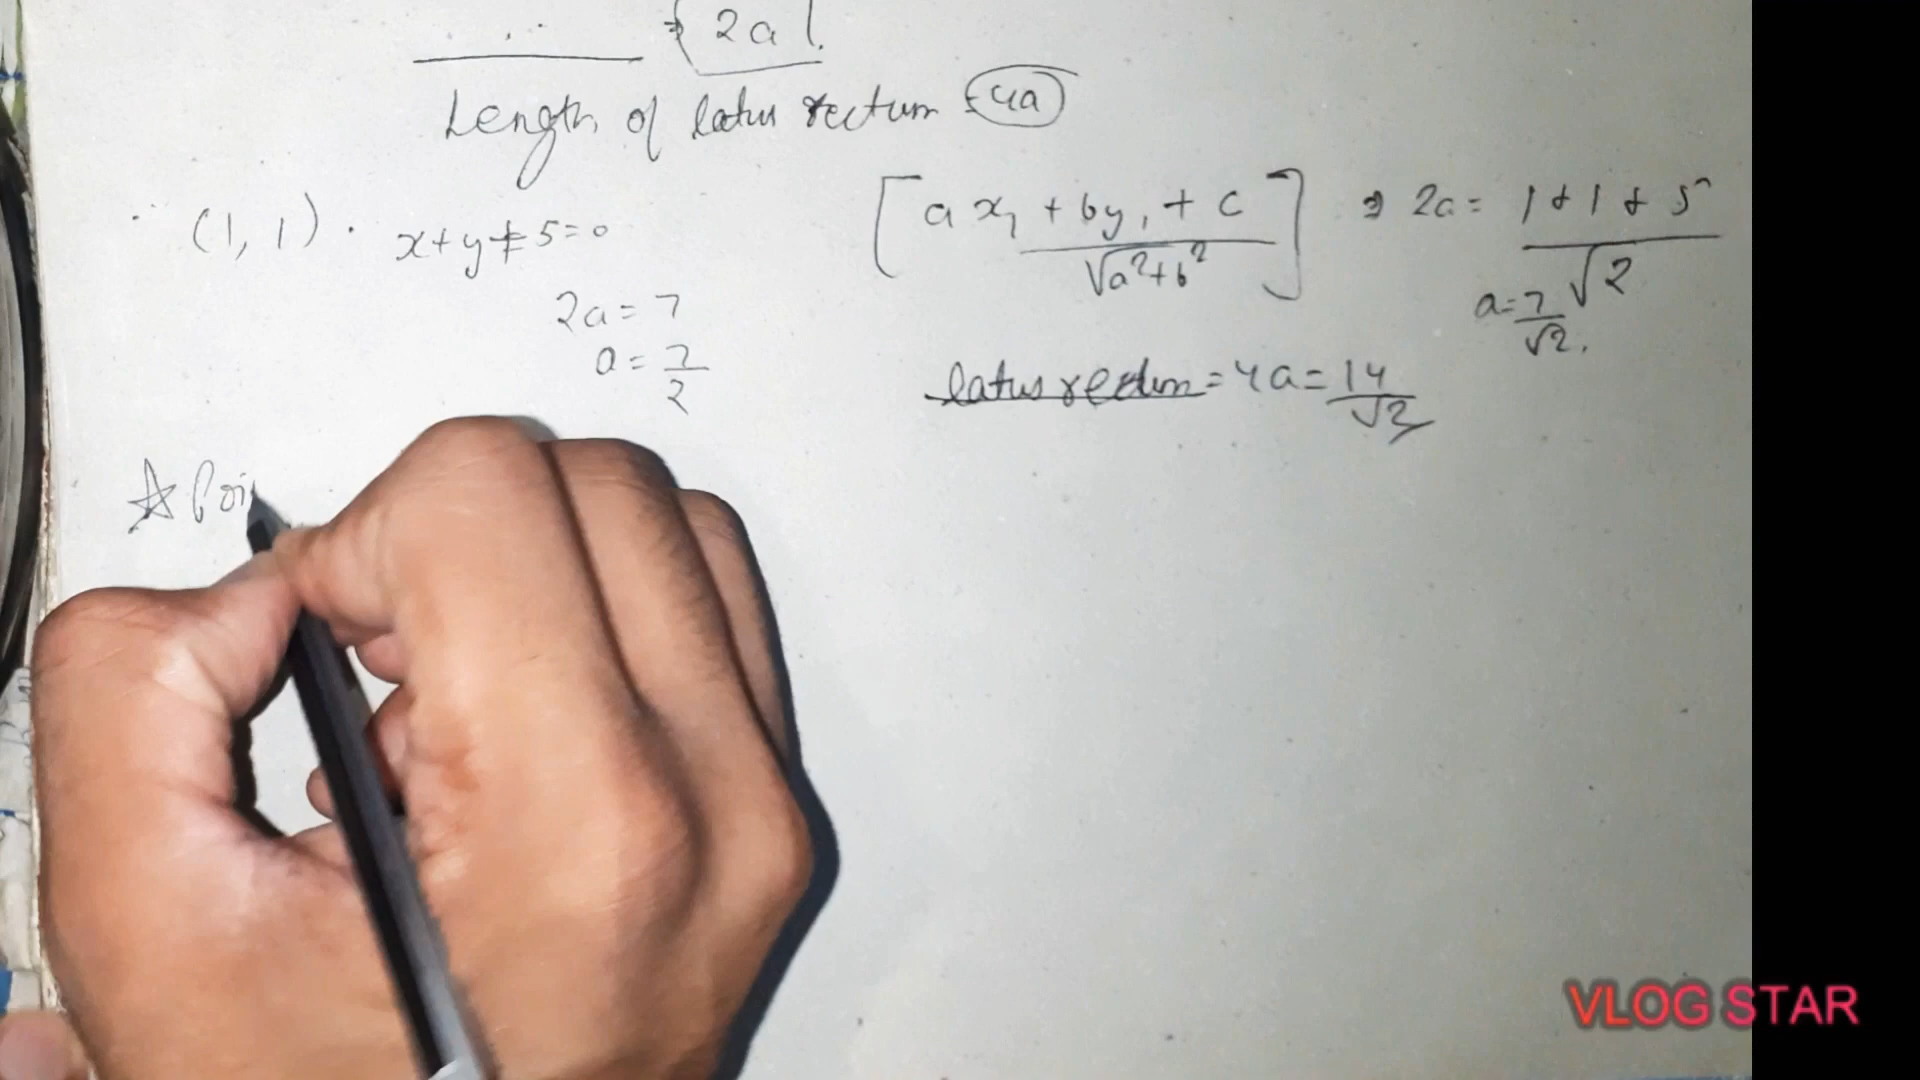 ⇒ 2a
Length of latus rectum = 4a
(1, 1) . x+y+5=0
2a = 7
a = 7/2
[ax₁ + by₁ + c / √a²+b²] ⇒ 2a = 1+1+5 / √2
a = 7/√2.
latus rectum = 4a = 14/√2
☆ Poin
VLOG STAR